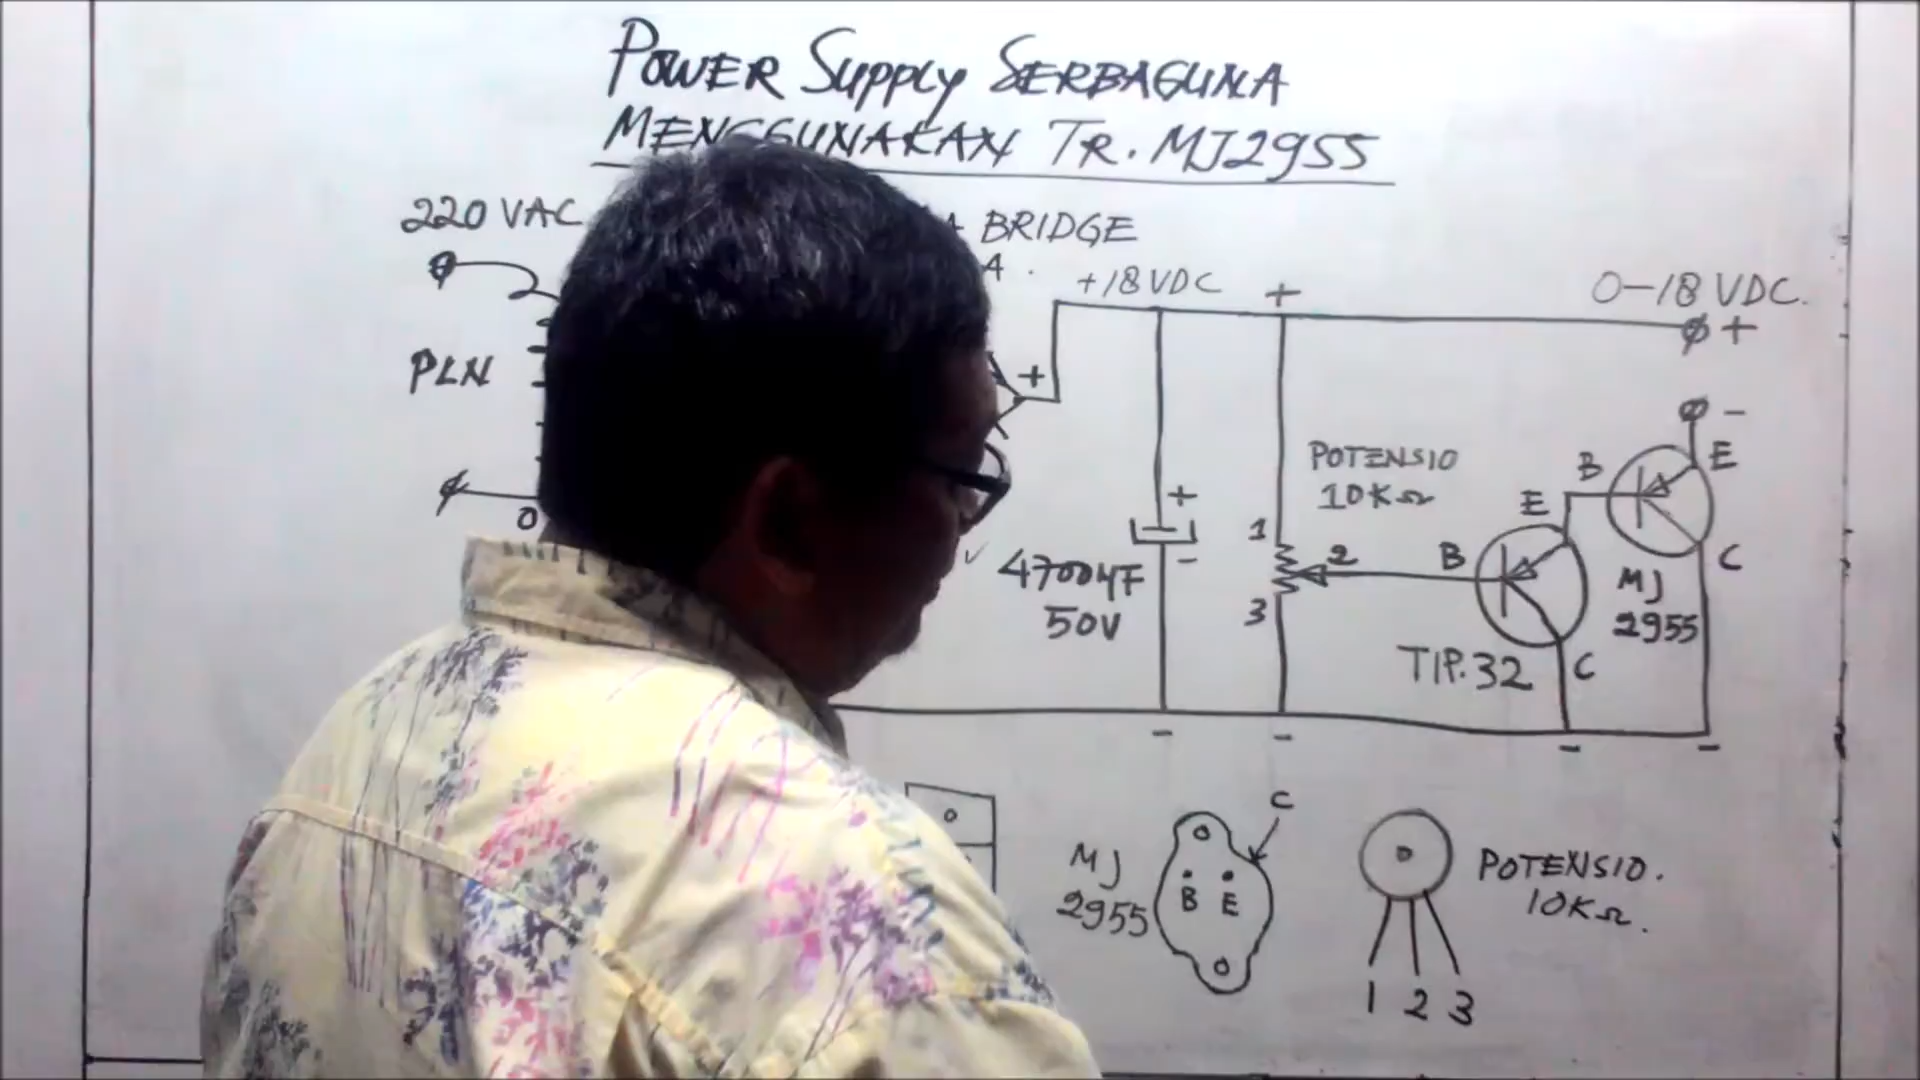 POWER SUPPLY SERBAGUNA
MENGGUNAKAN TR. MJ2955
220 VAC
BRIDGE
+18 VDC
+
0-18 VDC.
+
PLN
+
-
POTENSIO
10KΩ
B
E
E
+
1
2
B
C
-
4700µF
50V
3
MJ
2955
0
TIP.32
C
-
-
-
-
C
MJ
2955
B E
POTENSIO.
10KΩ.
1 2 3